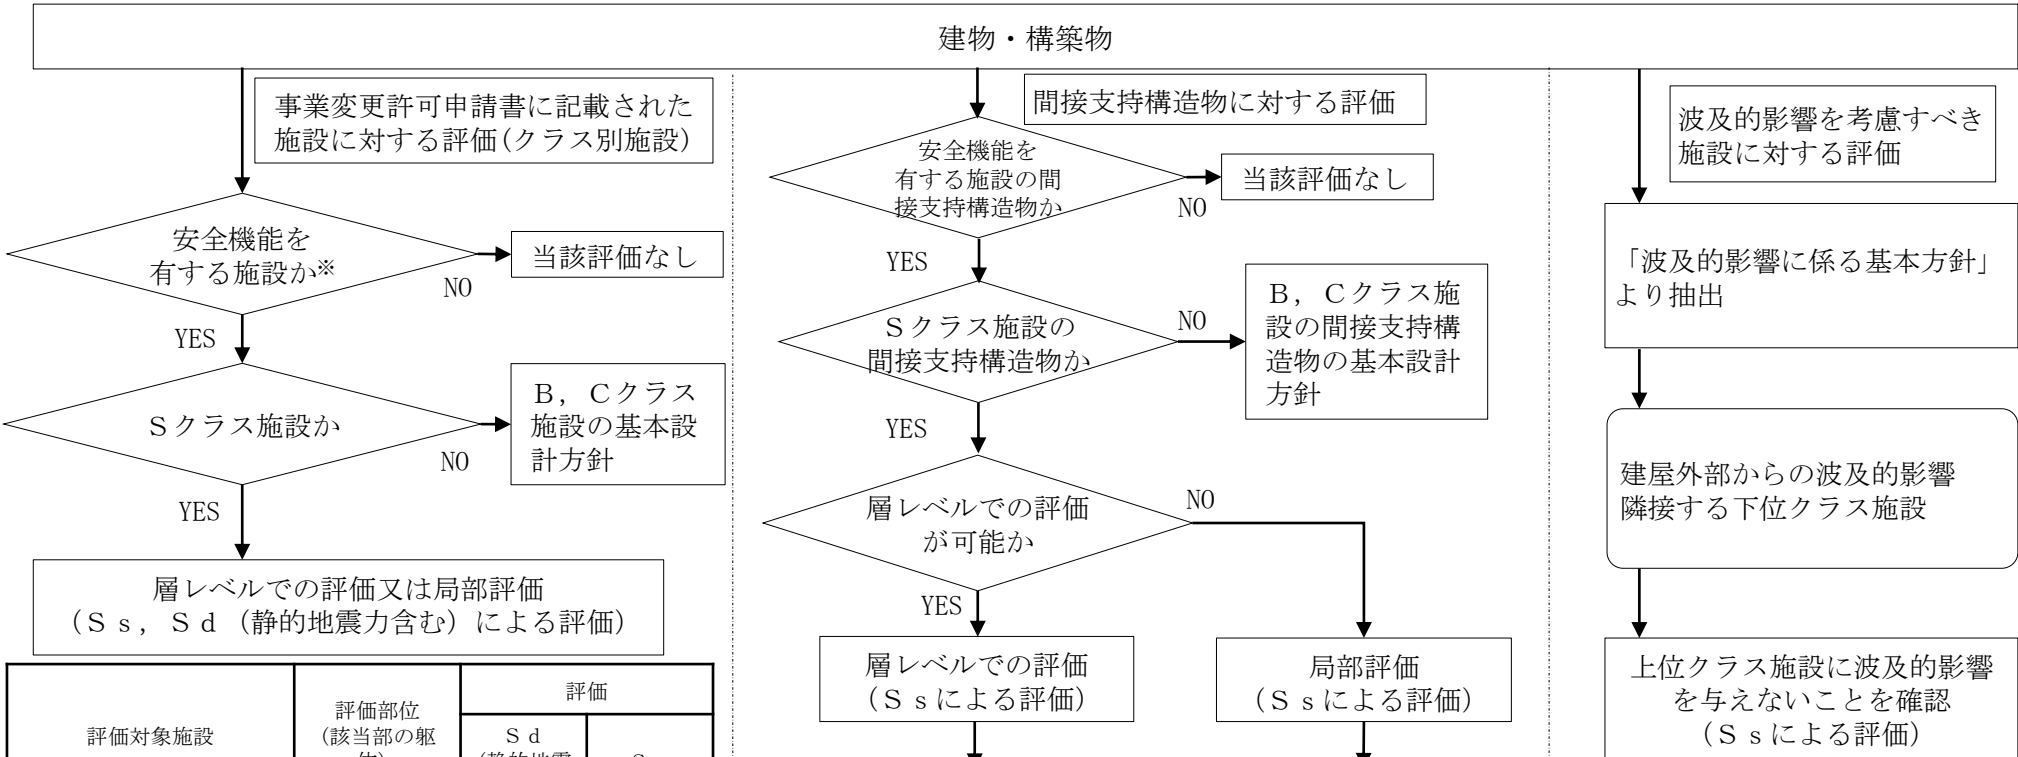 建物・構築物
事業変更許可申請書に記載された
施設に対する評価(クラス別施設)
安全機能を
有する施設か※
NO
当該評価なし
YES
Sクラス施設か
NO
B，Cクラス
施設の基本設
計方針
YES
層レベルでの評価又は局部評価
(Ss，Sd（静的地震力含む）による評価)
評価対象施設
評価部位
(該当部の躯
評価
Sd
間接支持構造物に対する評価
安全機能を
有する施設の間
接支持構造物か
NO
当該評価なし
YES
Sクラス施設の
間接支持構造物か
NO
B，Cクラス施
設の間接支持構
造物の基本設計
方針
YES
層レベルでの評価
が可能か
NO
YES
層レベルでの評価
(Ssによる評価)
局部評価
(Ssによる評価)
波及的影響を考慮すべき
施設に対する評価
「波及的影響に係る基本方針」
より抽出
建屋外部からの波及的影響
隣接する下位クラス施設
上位クラス施設に波及的影響
を与えないことを確認
(Ssによる評価)